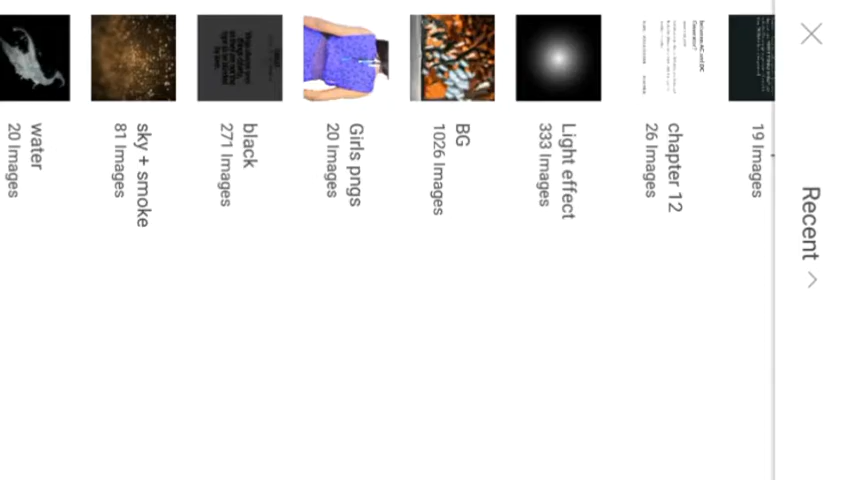 Recent
19 Images
chapter 12
26 Images
Light effect
333 Images
BG
1026 Images
Girls pngs
20 Images
black
271 Images
sky + smoke
81 Images
water
20 Images